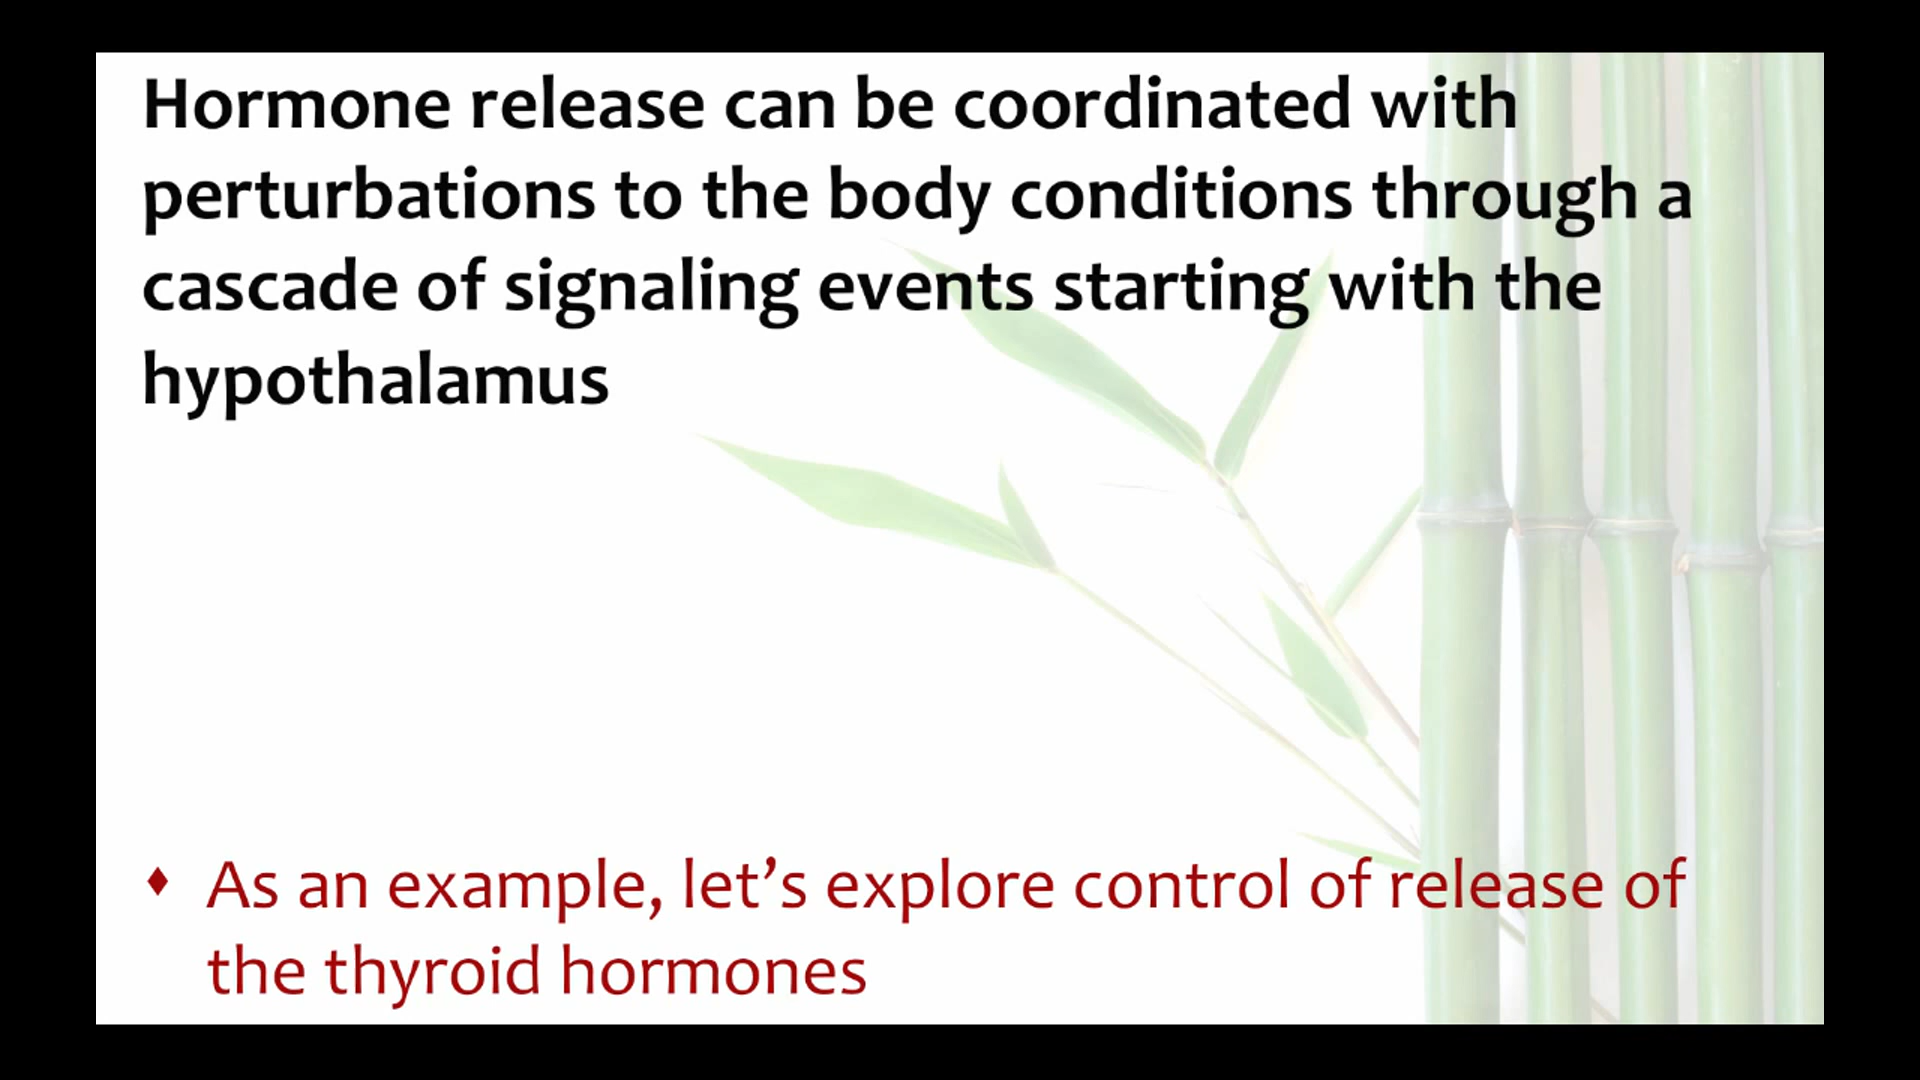 Hormone release can be coordinated with
perturbations to the body conditions through a
cascade of signaling events starting with the
hypothalamus
♦ As an example, let’s explore control of release of
the thyroid hormones